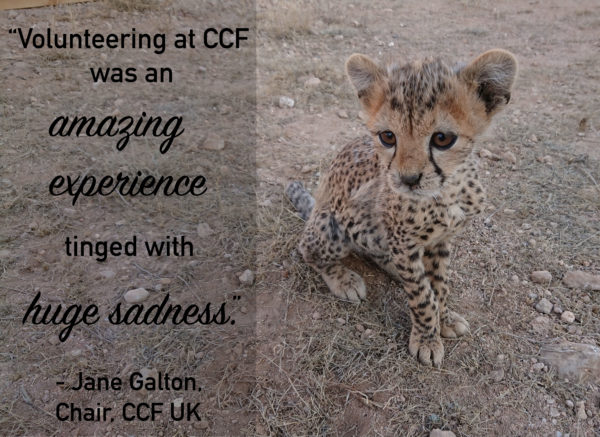 “Volunteering at CCF
was an
amazing
experience
tinged with
huge sadness.”
- Jane Galton,
Chair, CCF UK